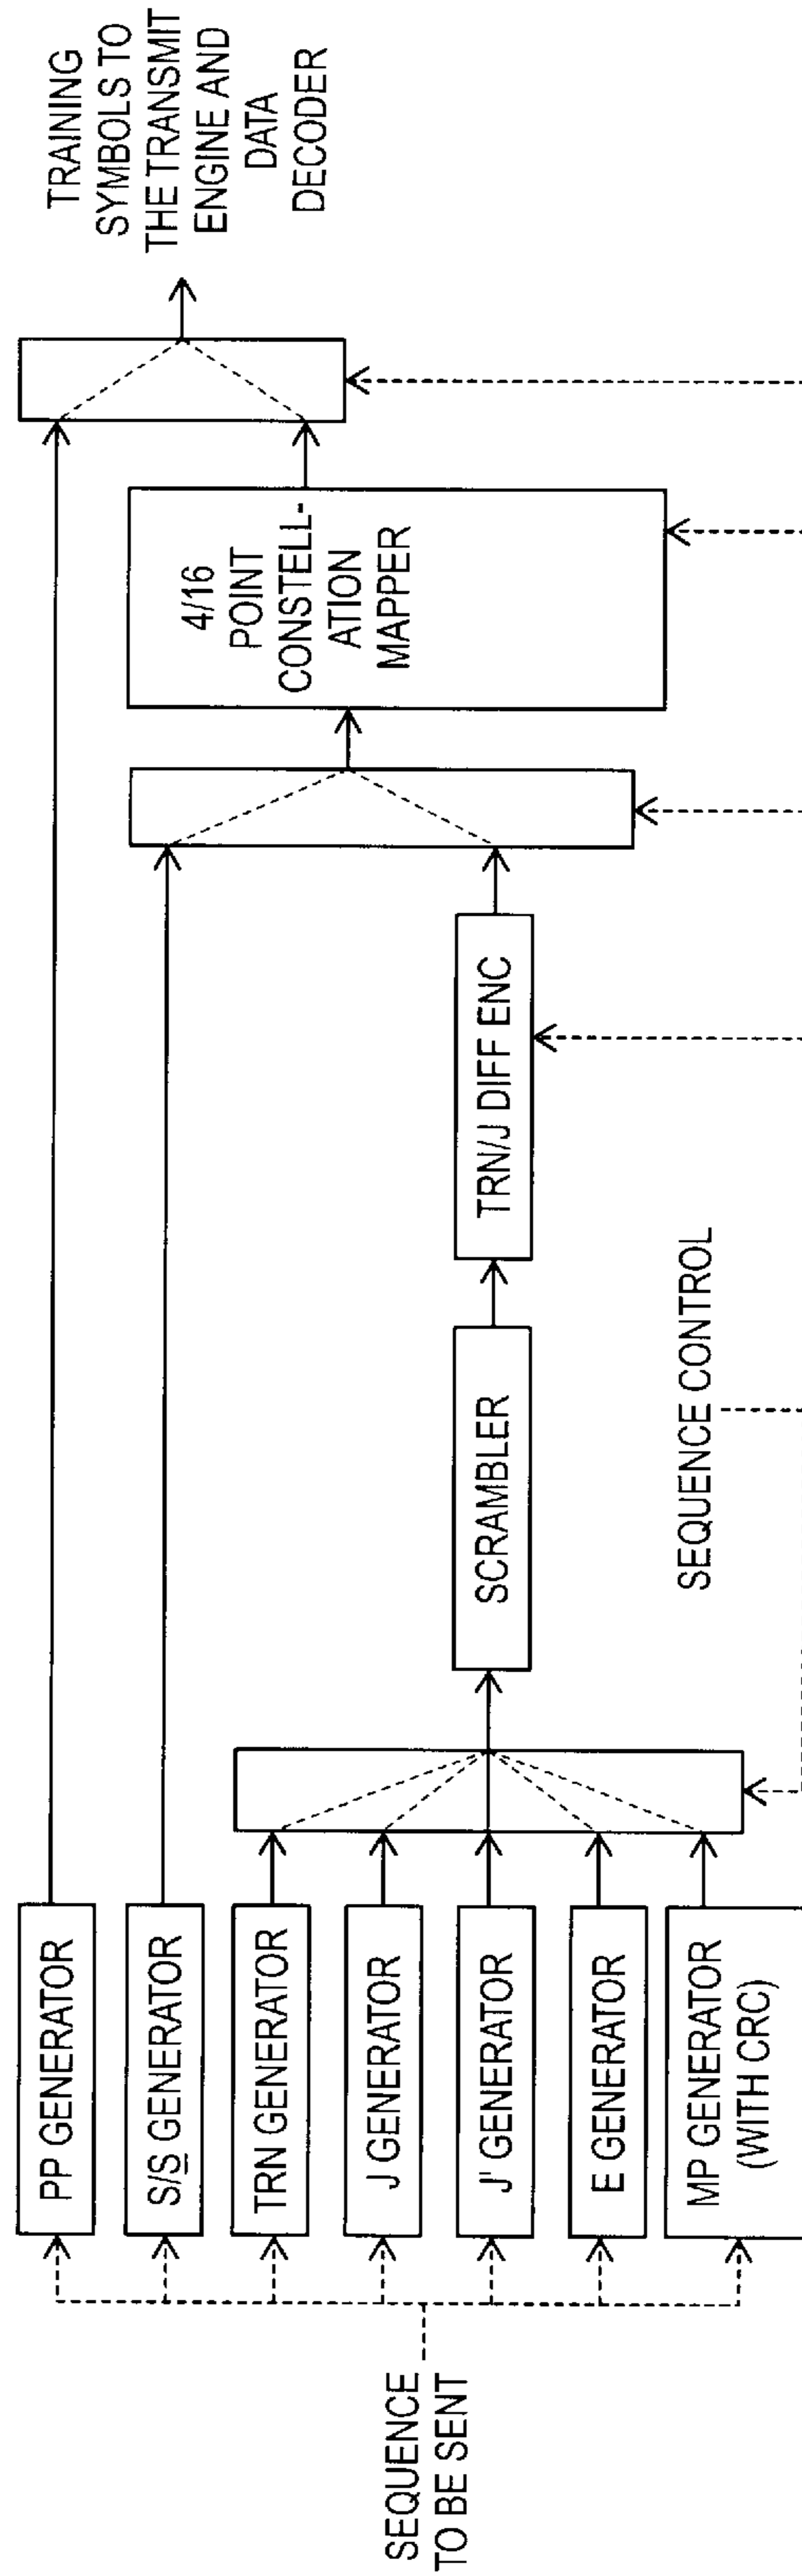 SEQUENCE
TO BE SENT
PP GENERATOR
S/S GENERATOR
TRN GENERATOR
J GENERATOR
J' GENERATOR
E GENERATOR
MP GENERATOR
(WITH CRC)
SCRAMBLER
TRN/J DIFF ENC
SEQUENCE CONTROL
4/16
POINT
CONSTELL-
ATION
MAPPER
TRAINING
SYMBOLS TO
THE TRANSMIT
ENGINE AND
DATA
DECODER